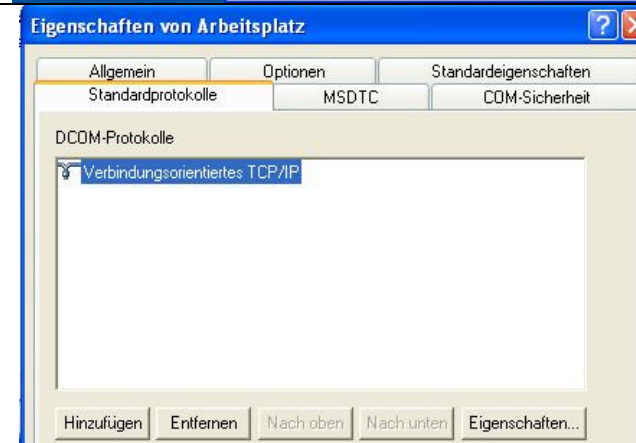 Eigenschaften von Arbeitsplatz
Allgemein Optionen Standardeigenschaften
Standardprotokolle MSDTC COM-Sicherheit
DCOM-Protokolle
Verbindungsorientiertes TCP/IP
Hinzufügen Entfernen Nach oben Nach unten Eigenschaften...